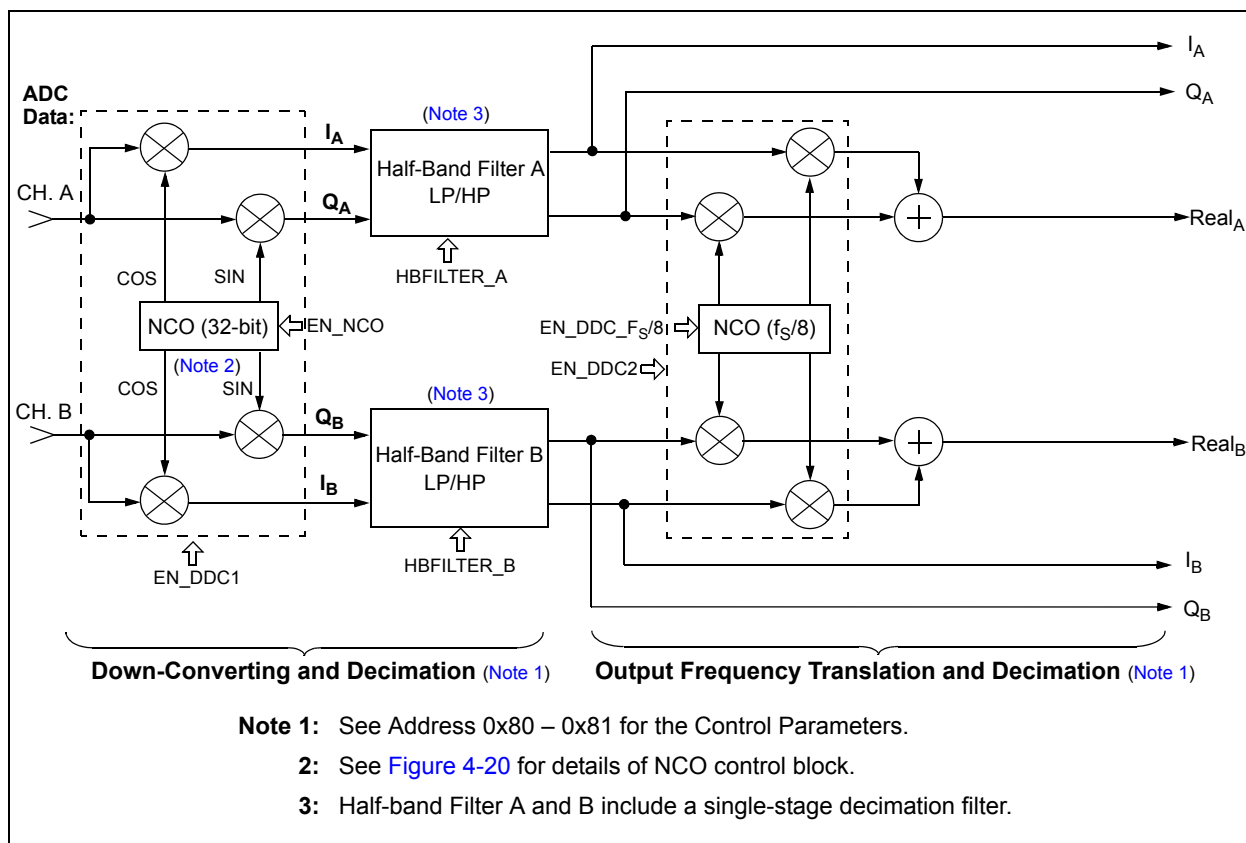 ADC
Data:
I_A
Q_A
(Note 3)
I_A
Half-Band Filter A
LP/HP
CH. A
Q_A
Real_A
HBFILTER_A
COS
SIN
NCO (32-bit)
EN_NCO
EN_DDC_F_S/8
NCO (f_S/8)
(Note 2)
COS
SIN
EN_DDC2
(Note 3)
CH. B
Q_B
Half-Band Filter B
LP/HP
Real_B
I_B
HBFILTER_B
EN_DDC1
I_B
Q_B
Down-Converting and Decimation (Note 1)
Output Frequency Translation and Decimation (Note 1)
Note 1: See Address 0x80 – 0x81 for the Control Parameters.
2: See Figure 4-20 for details of NCO control block.
3: Half-band Filter A and B include a single-stage decimation filter.